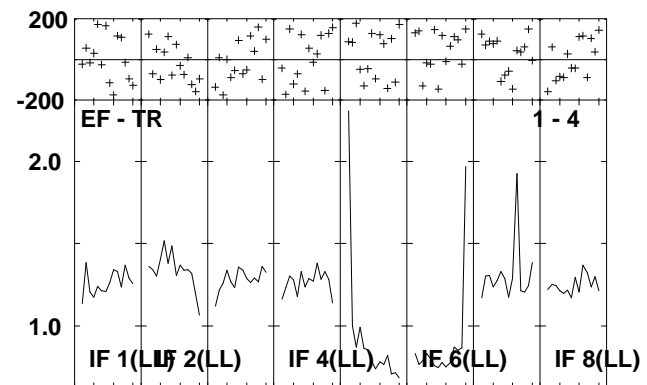 200
-200
EF - TR 1 - 4
2.0
1.0
IF 1(LL) IF 2(LL) IF 4(LL) IF 6(LL) IF 8(LL)